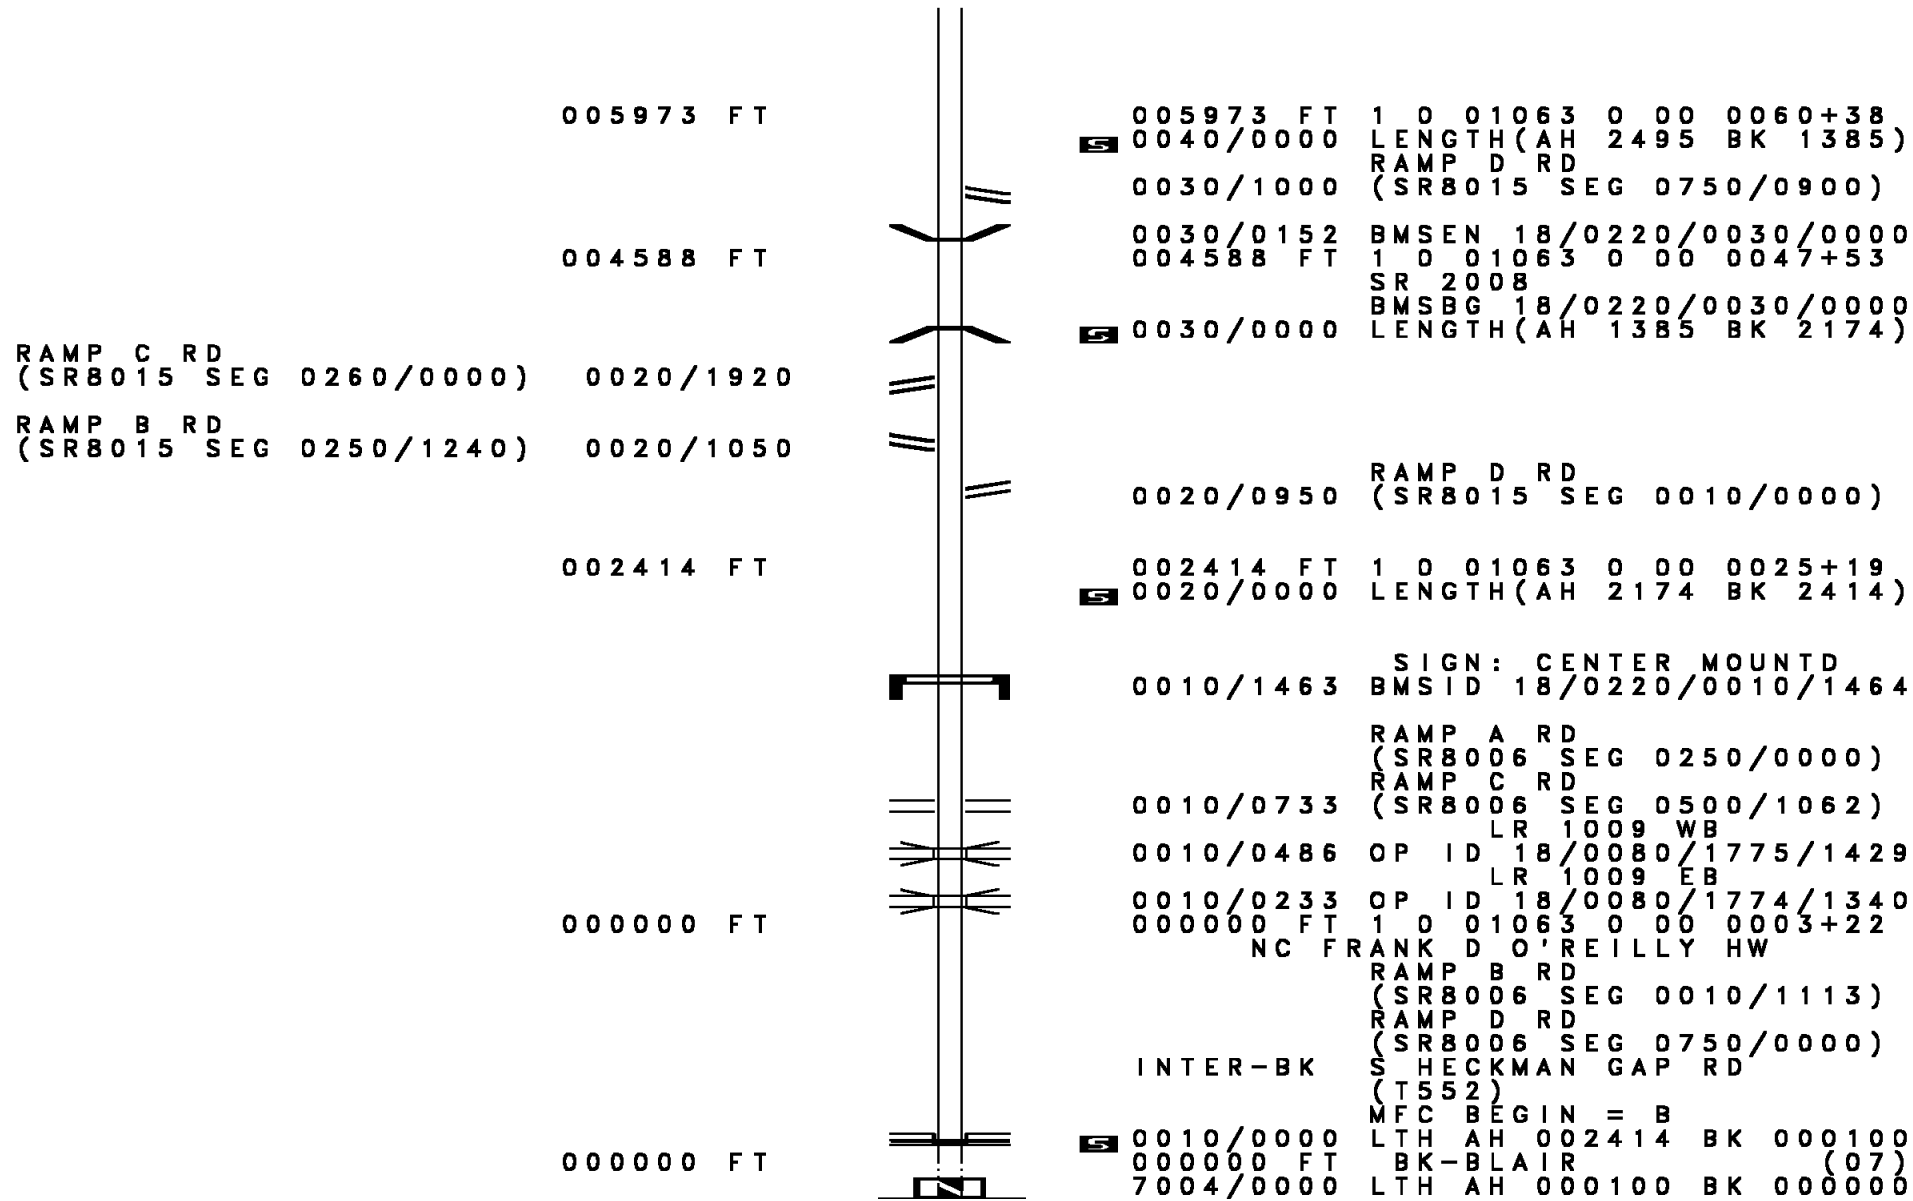 005973 FT 005973 FT 1 0 01063 0 00 0060+38
S 0040/0000 LENGTH(AH 2495 BK 1385)
RAMP D RD
0030/1000 (SR8015 SEG 0750/0900)
0030/0152 BMSEN 18/0220/0030/0000
004588 FT 004588 FT 1 0 01063 0 00 0047+53
SR 2008
BMSBG 18/0220/0030/0000
S 0030/0000 LENGTH(AH 1385 BK 2174)
RAMP C RD
(SR8015 SEG 0260/0000) 0020/1920
RAMP B RD
(SR8015 SEG 0250/1240) 0020/1050
RAMP D RD
0020/0950 (SR8015 SEG 0010/0000)
002414 FT 002414 FT 1 0 01063 0 00 0025+19
S 0020/0000 LENGTH(AH 2174 BK 2414)
SIGN: CENTER MOUNTD
0010/1463 BMSID 18/0220/0010/1464
RAMP A RD
(SR8006 SEG 0250/0000)
RAMP C RD
0010/0733 (SR8006 SEG 0500/1062)
LR 1009 WB
0010/0486 OP ID 18/0080/1775/1429
LR 1009 EB
0010/0233 OP ID 18/0080/1774/1340
000000 FT 000000 FT 1 0 01063 0 00 0003+22
NC FRANK D O'REILLY HW
RAMP B RD
(SR8006 SEG 0010/1113)
RAMP D RD
(SR8006 SEG 0750/0000)
INTER-BK S HECKMAN GAP RD
(T552)
MFC BEGIN = B
S 0010/0000 LTH AH 002414 BK 000100
000000 FT 000000 FT BK-BLAIR (07)
7004/0000 LTH AH 000100 BK 000000